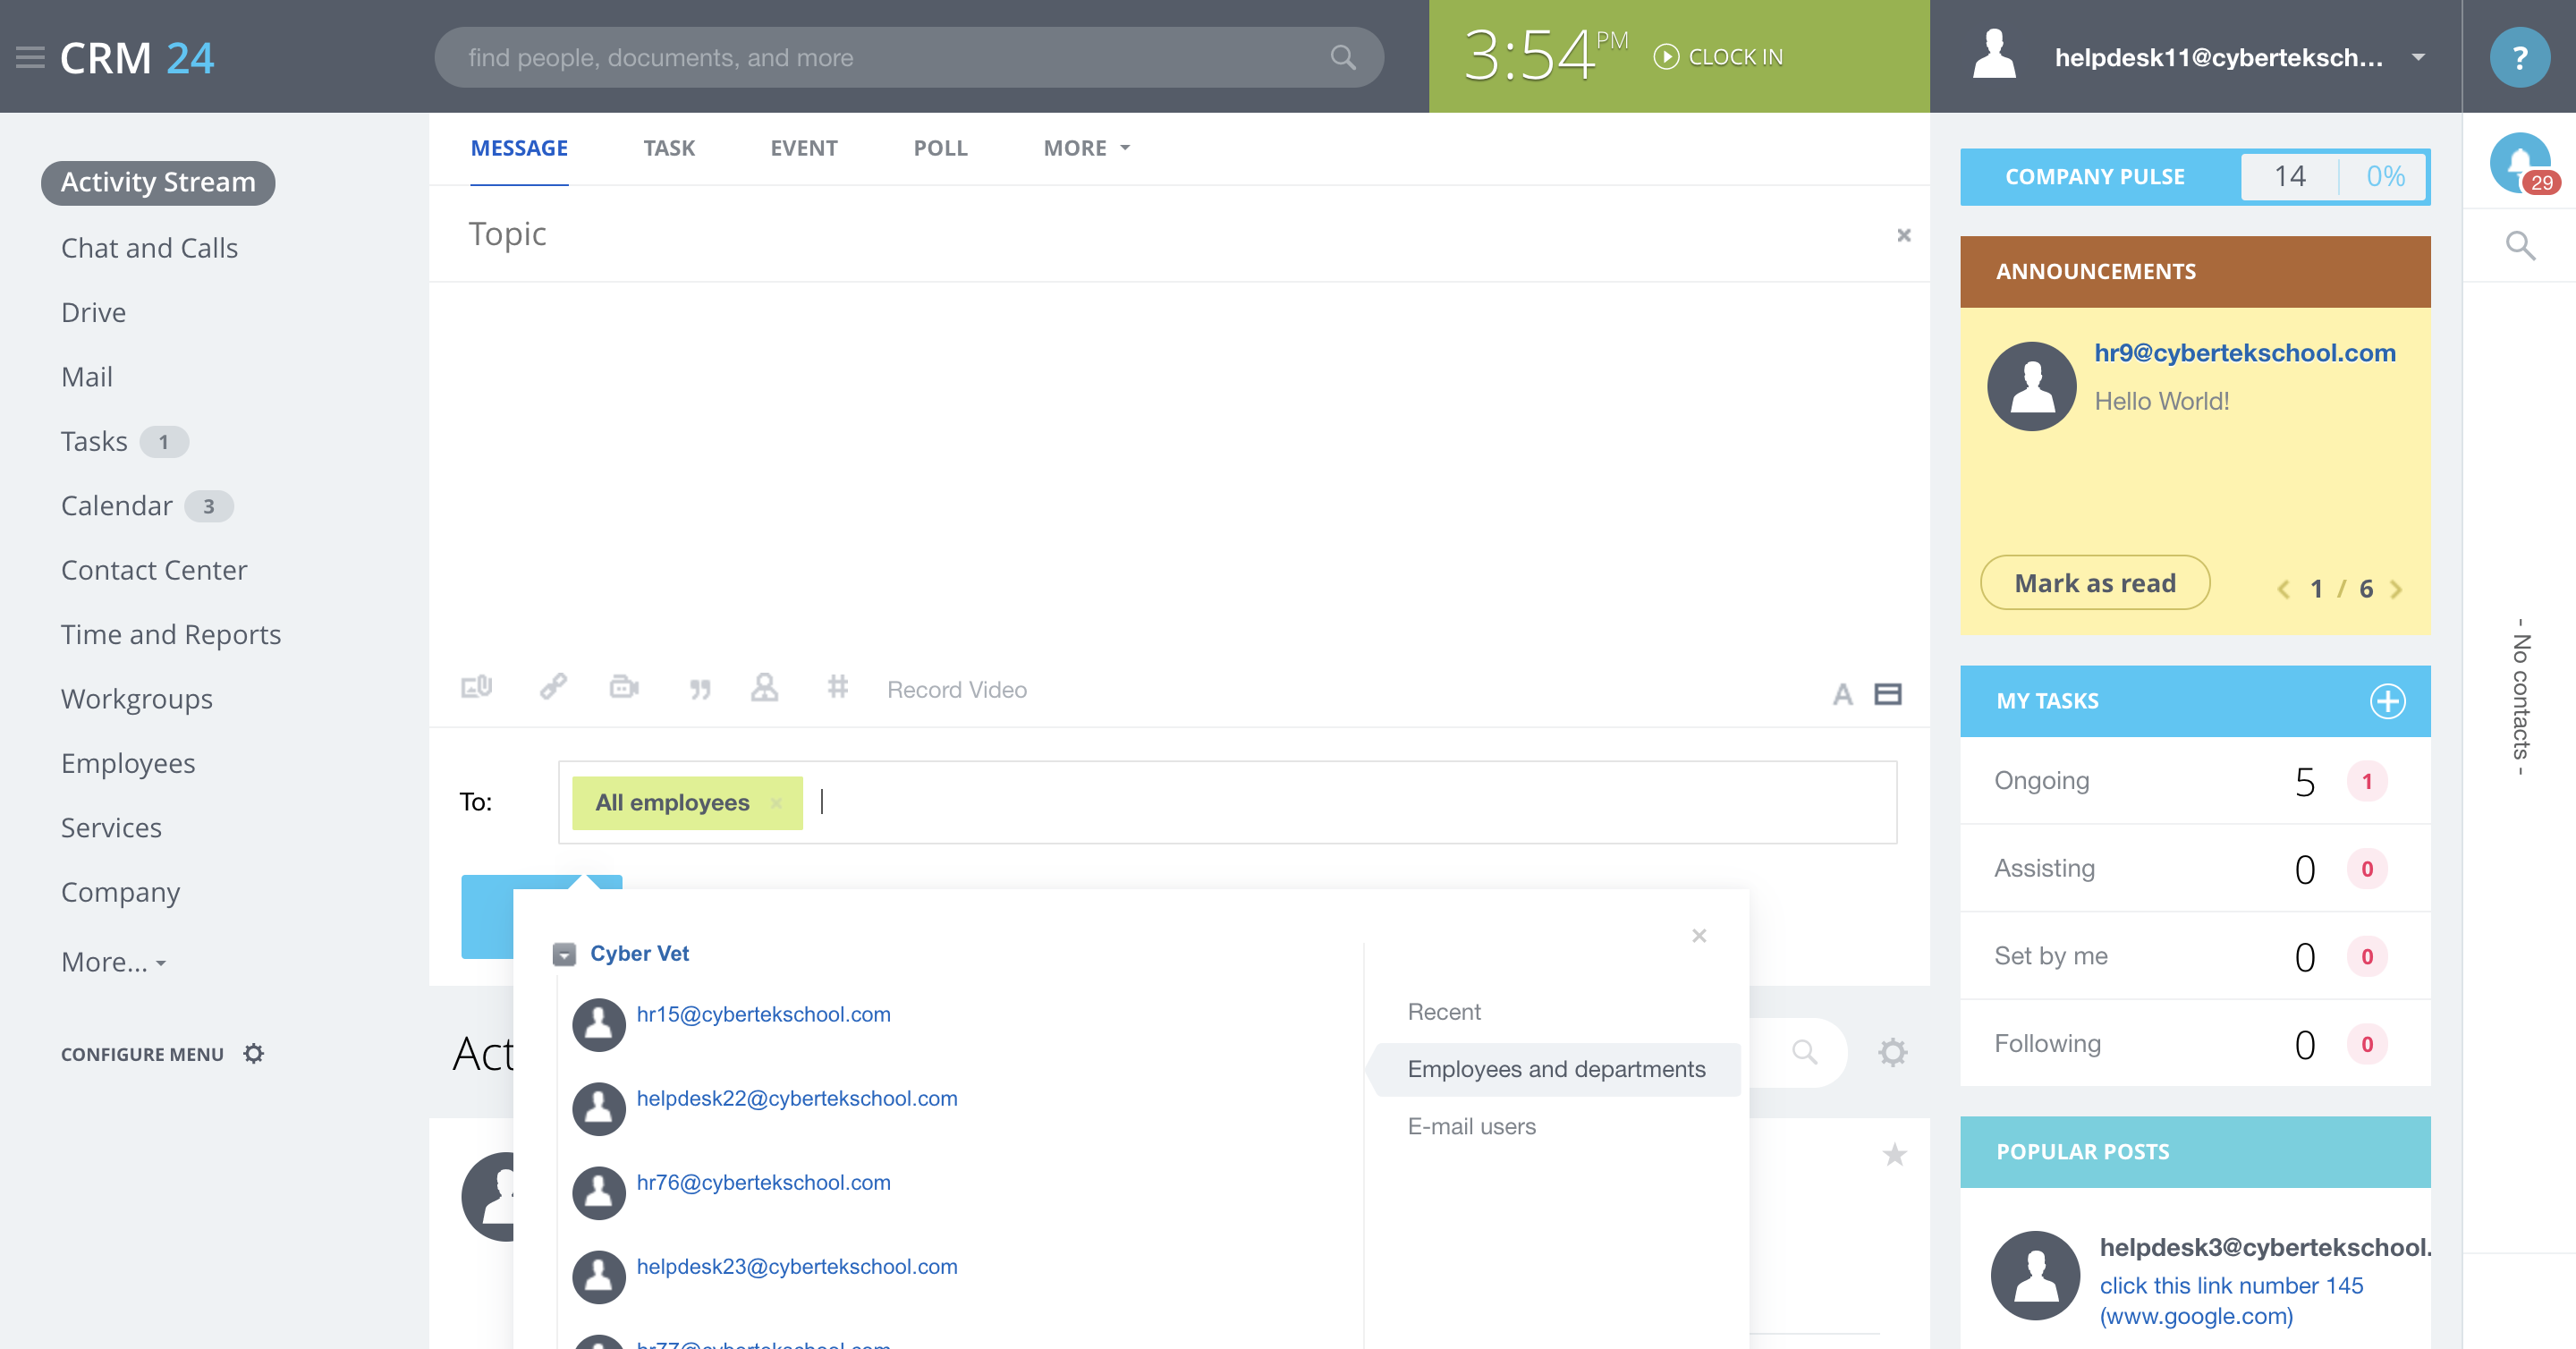 CRM 24
find people, documents, and more
3:54 PM CLOCK IN
helpdesk11@cyberteksch...
?
Activity Stream
Chat and Calls
Drive
Mail
Tasks 1
Calendar 3
Contact Center
Time and Reports
Workgroups
Employees
Services
Company
More...
CONFIGURE MENU
MESSAGE TASK EVENT POLL MORE
Topic
Record Video
A
To: All employees
Cyber Vet
hr15@cybertekschool.com
helpdesk22@cybertekschool.com
hr76@cybertekschool.com
helpdesk23@cybertekschool.com
hr77@cybertekschool.com
Recent
Employees and departments
E-mail users
Act
COMPANY PULSE 14 0%
ANNOUNCEMENTS
hr9@cybertekschool.com
Hello World!
Mark as read 1 / 6
MY TASKS
Ongoing 5 1
Assisting 0 0
Set by me 0 0
Following 0 0
POPULAR POSTS
helpdesk3@cybertekschool.
click this link number 145
(www.google.com)
29
- No contacts -